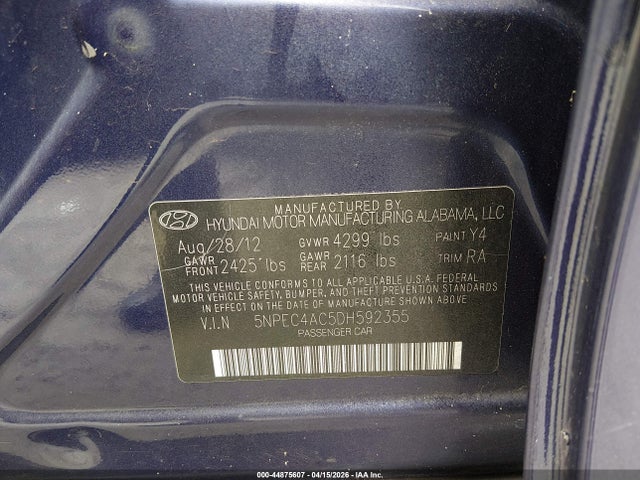 MANUFACTURED BY
HYUNDAI MOTOR MANUFACTURING ALABAMA, LLC
Aug/28/12 GVWR 4299 lbs PAINT Y4
GAWR FRONT 2425 lbs GAWR REAR 2116 lbs TRIM RA
THIS VEHICLE CONFORMS TO ALL APPLICABLE U.S.A. FEDERAL
MOTOR VEHICLE SAFETY, BUMPER, AND THEFT PREVENTION STANDARDS
IN EFFECT ON THE DATE OF MANUFACTURE SHOWN ABOVE.
V.I.N 5NPEC4AC5DH592355
PASSENGER CAR
000-44875607 - 04/15/2026 - IAA Inc.